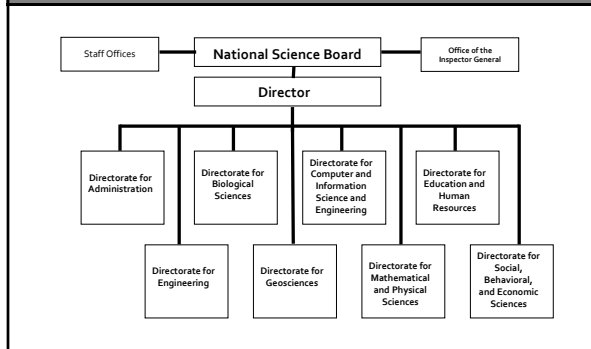 Staff Offices
National Science Board
Office of the
Inspector General
Director
Directorate for
Administration
Directorate for
Biological
Sciences
Directorate for
Computer and
Information
Science and
Engineering
Directorate for
Education and
Human
Resources
Directorate for
Engineering
Directorate for
Geosciences
Directorate for
Mathematical
and Physical
Sciences
Directorate for
Social,
Behavioral,
and Economic
Sciences